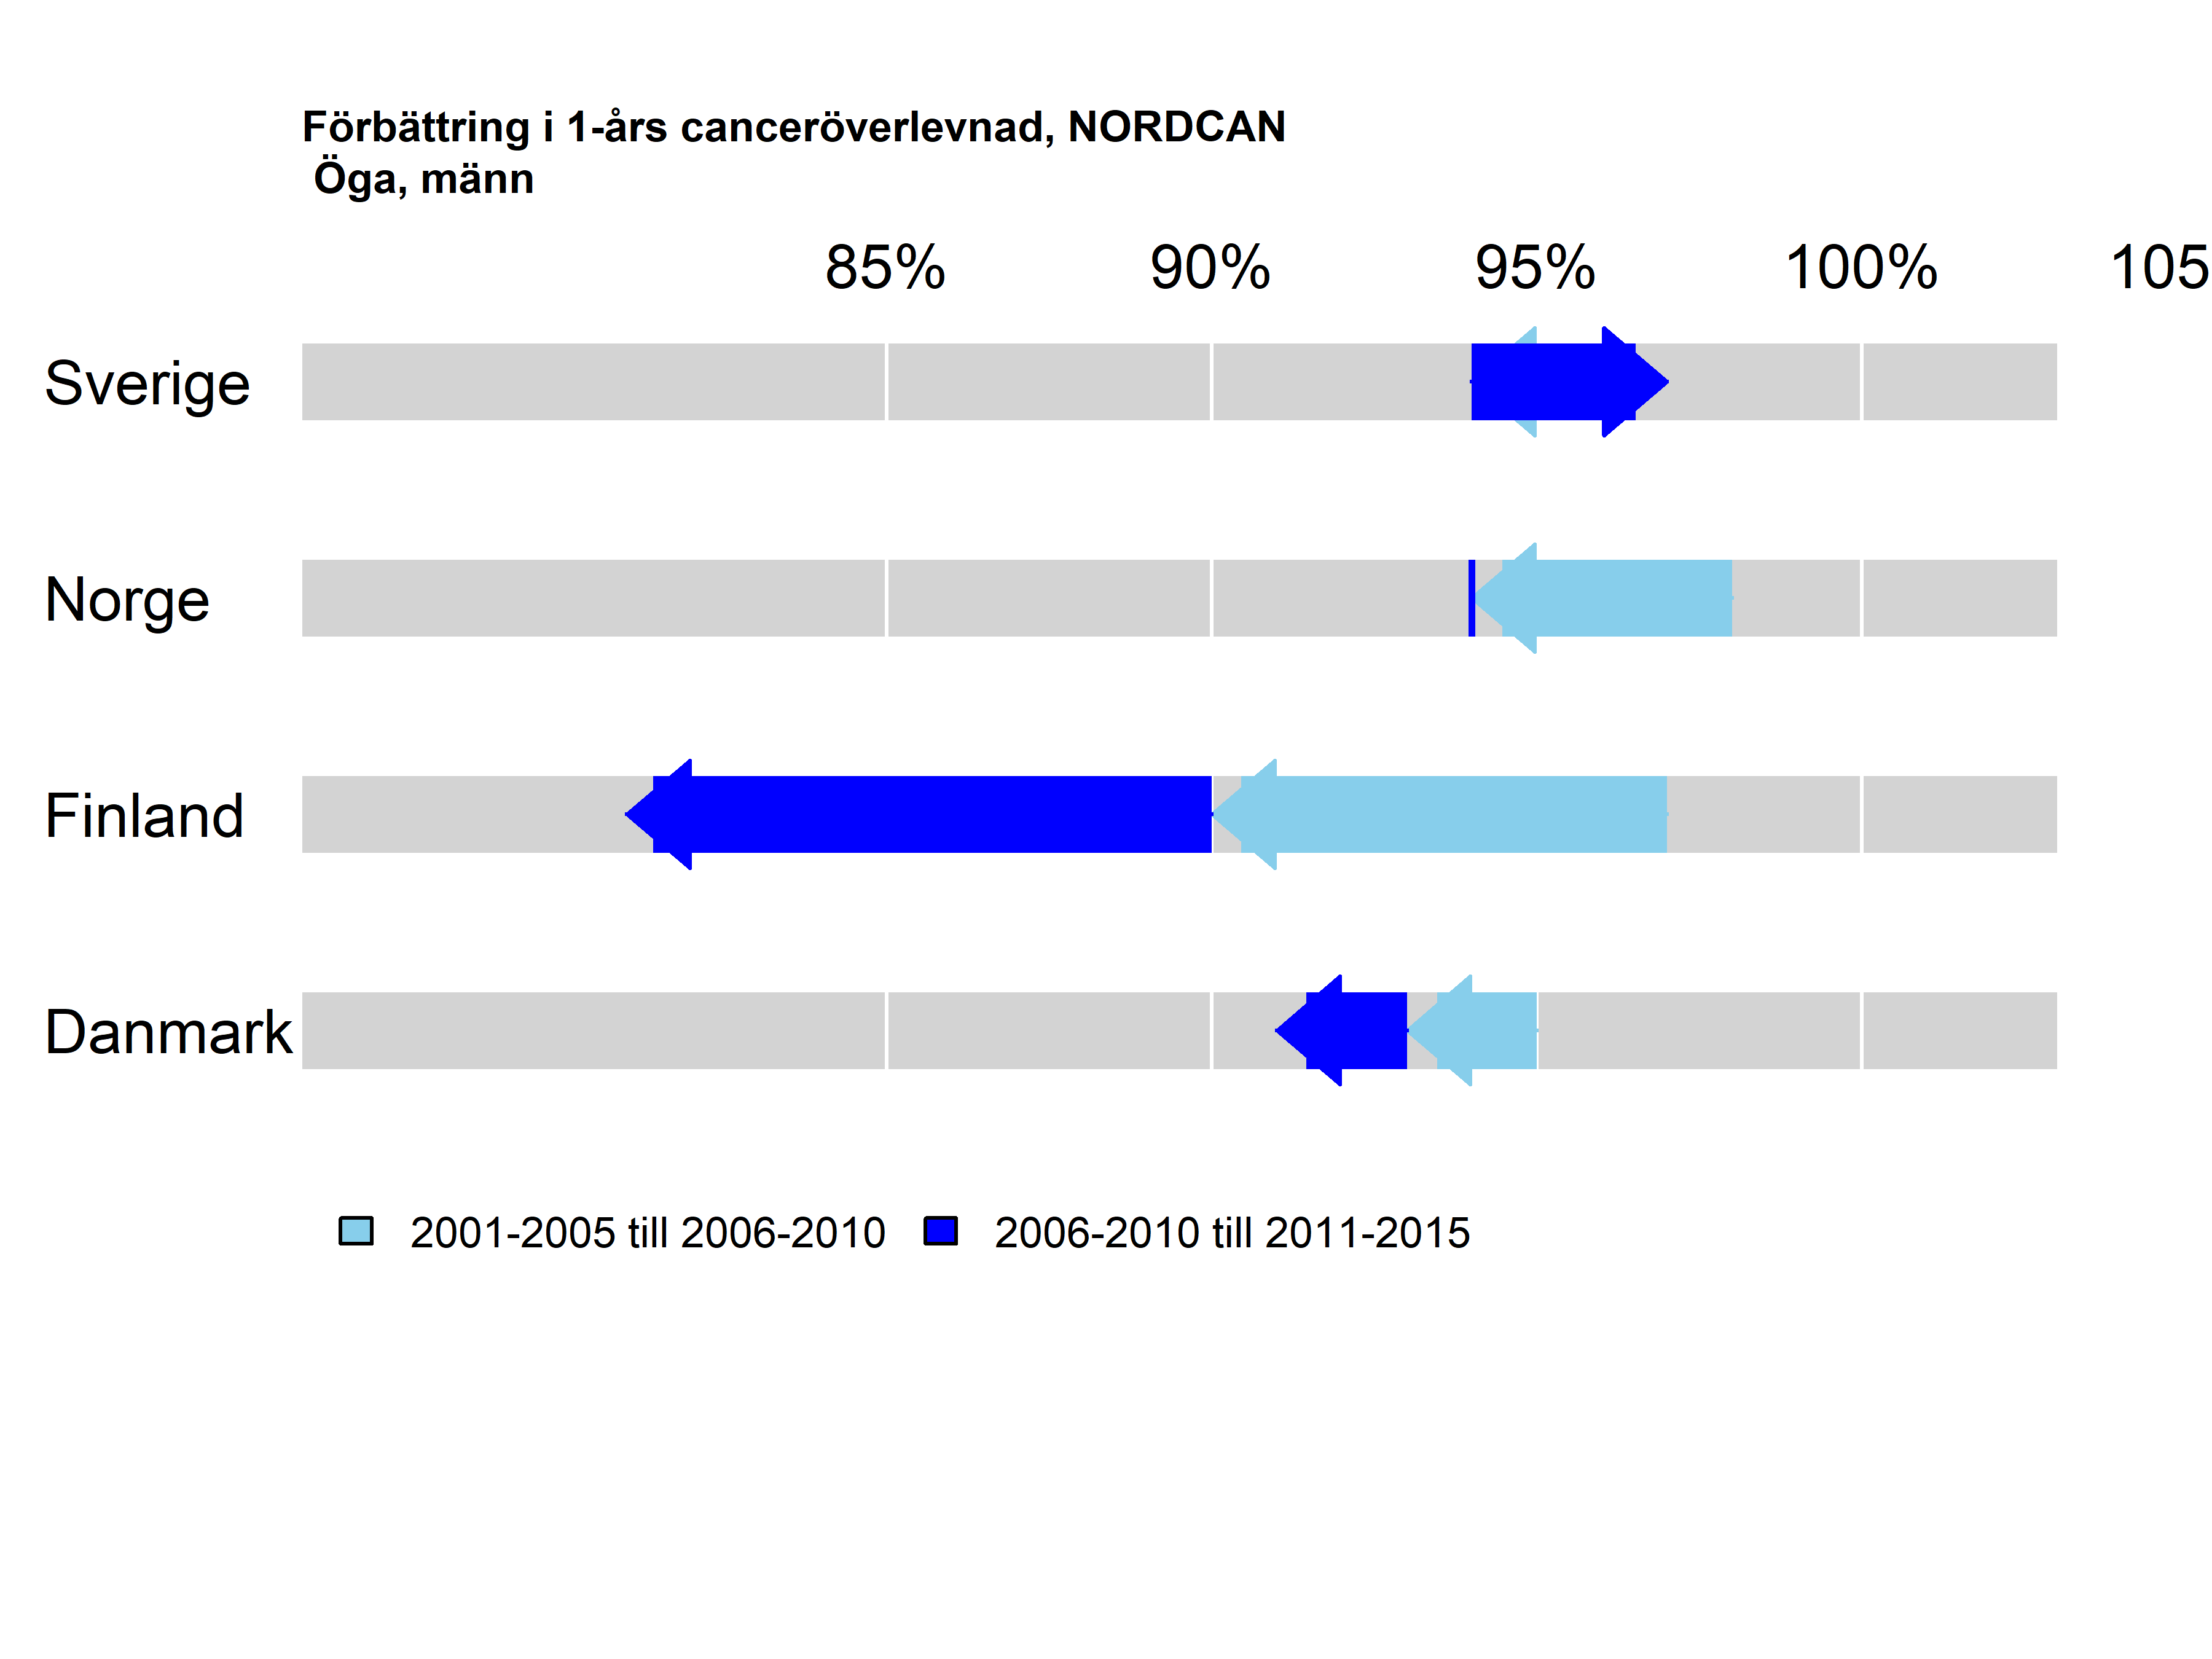 Förbättring i 1-års canceröverlevnad, NORDCAN
Öga, männ
85% 90% 95% 100% 105
Sverige
Norge
Finland
Danmark
2001-2005 till 2006-2010 2006-2010 till 2011-2015